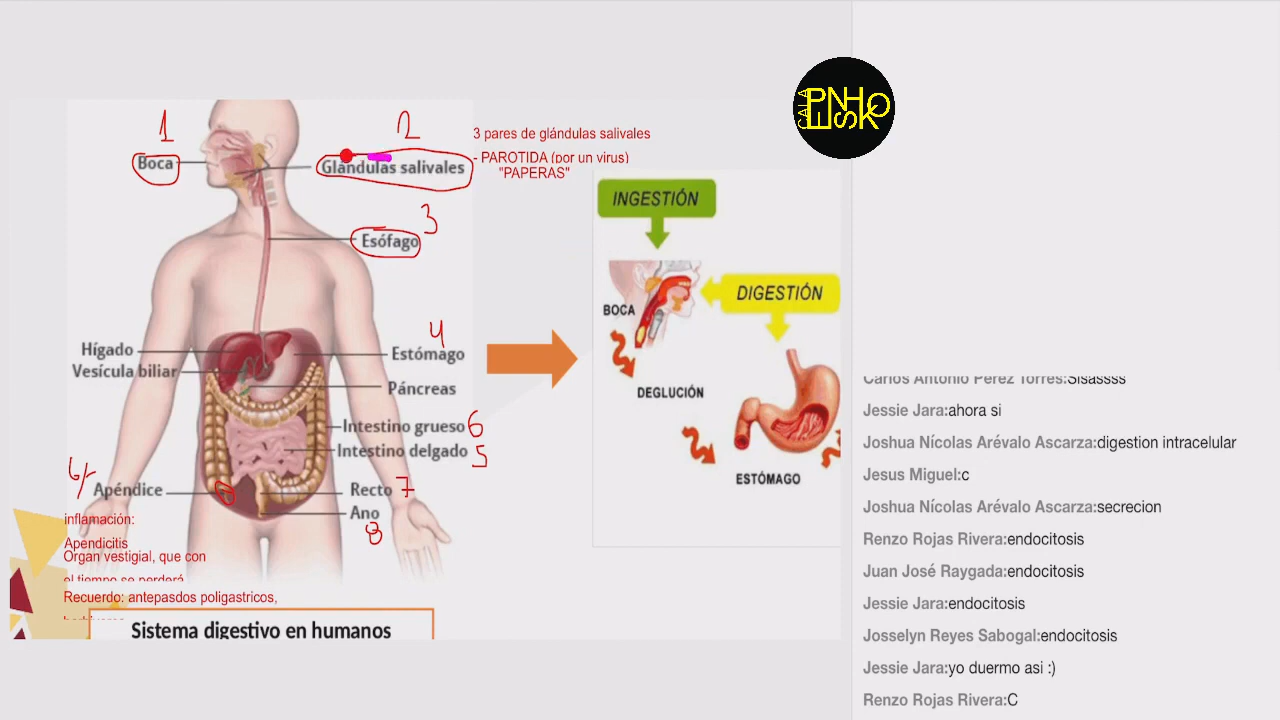 1
2
Boca
Glándulas salivales
3 pares de glándulas salivales
- PAROTIDA (por un virus)
"PAPERAS"
3
Esófago
INGESTIÓN
BOCA
DIGESTIÓN
DEGLUCIÓN
ESTÓMAGO
4
Hígado
Vesícula biliar
Estómago
Páncreas
Intestino grueso 6
Intestino delgado 5
Apéndice
Recto 7
Ano
8
inflamación:
Apendicitis
Organ vestigial, que con
el tiempo se perderá
Recuerdo: antepasdos poligastricos,
Sistema digestivo en humanos
Carlos Antonio Perez Torres:Sisassss
Jessie Jara:ahora si
Joshua Nícolas Arévalo Ascarza:digestion intracelular
Jesus Miguel:c
Joshua Nícolas Arévalo Ascarza:secrecion
Renzo Rojas Rivera:endocitosis
Juan José Raygada:endocitosis
Jessie Jara:endocitosis
Josselyn Reyes Sabogal:endocitosis
Jessie Jara:yo duermo asi :)
Renzo Rojas Rivera:C